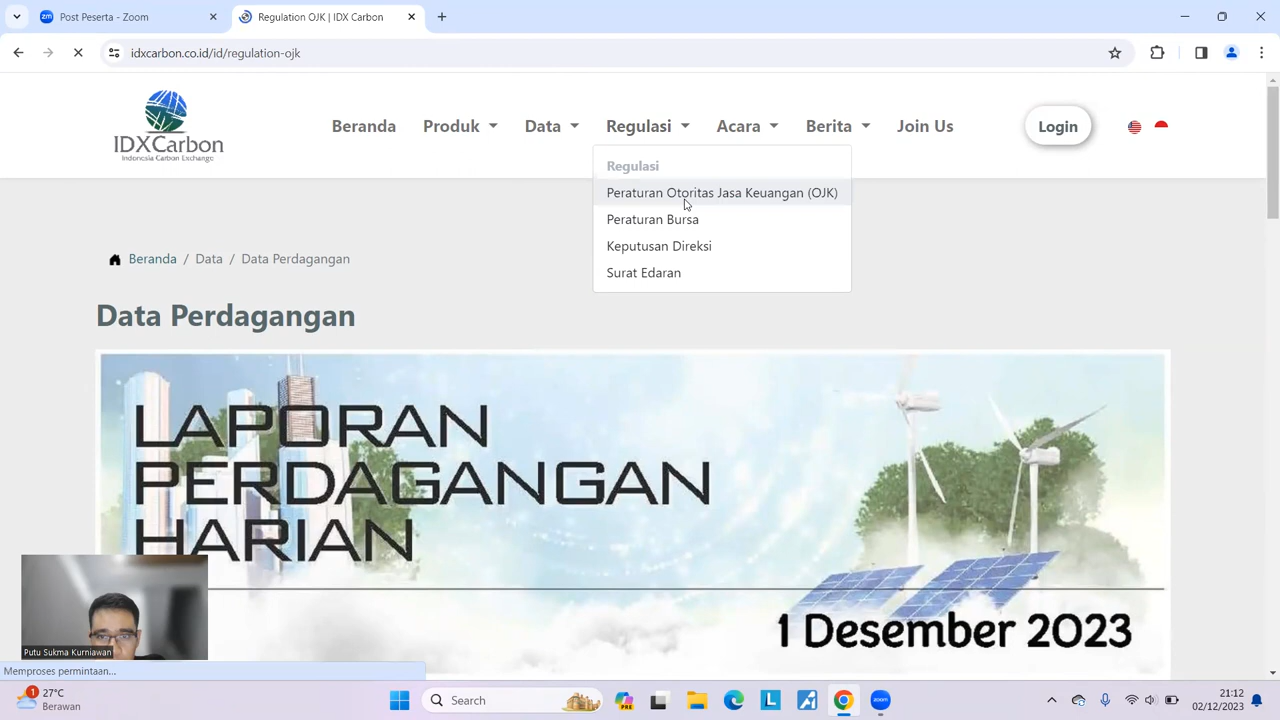 Post Peserta - Zoom
Regulation OJK | IDX Carbon
idxcarbon.co.id/id/regulation-ojk
IDXCarbon
Indonesia Carbon Exchange
Beranda
Produk
Data
Regulasi
Acara
Berita
Join Us
Login
Regulasi
Peraturan Otoritas Jasa Keuangan (OJK)
Peraturan Bursa
Keputusan Direksi
Surat Edaran
Beranda / Data / Data Perdagangan
Data Perdagangan
LAPORAN
PERDAGANGAN
HARIAN
1 Desember 2023
Putu Sukma Kurniawan
Memproses permintaan...
1
27°C
Berawan
Search
PRE
L
zoom
21:12
02/12/2023